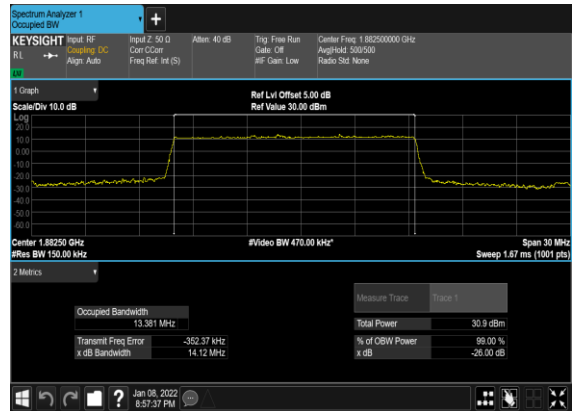 Spectrum Analyzer 1
Occupied BW
KEYSIGHT
R L
Input: RF
Coupling: DC
Align: Auto
Input Z: 50 Ω
Corr CCorr
Freq Ref: Int (S)
Atten: 40 dB
Trig: Free Run
Gate: Off
#IF Gain: Low
Center Freq: 1.882500000 GHz
Avg|Hold: 500/500
Radio Std: None
1 Graph
Scale/Div 10.0 dB
Ref Lvl Offset 5.00 dB
Ref Value 30.00 dBm
Log
20.0
10.0
0.00
-10.0
-20.0
-30.0
-40.0
-50.0
-60.0
Center 1.88250 GHz
#Video BW 470.00 kHz*
Span 30 MHz
#Res BW 150.00 kHz
Sweep 1.67 ms (1001 pts)
2 Metrics
Measure Trace
Trace 1
Occupied Bandwidth
13.381 MHz
Total Power
30.9 dBm
Transmit Freq Error
-352.37 kHz
% of OBW Power
99.00 %
x dB Bandwidth
14.12 MHz
x dB
-26.00 dB
?
Jan 08, 2022
8:57:37 PM